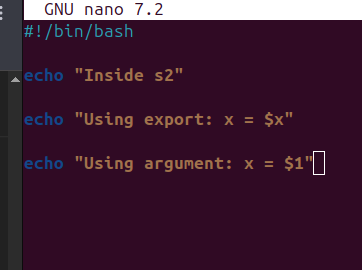 GNU nano 7.2
#!/bin/bash
echo "Inside s2"
echo "Using export: x = $x"
echo "Using argument: x = $1"